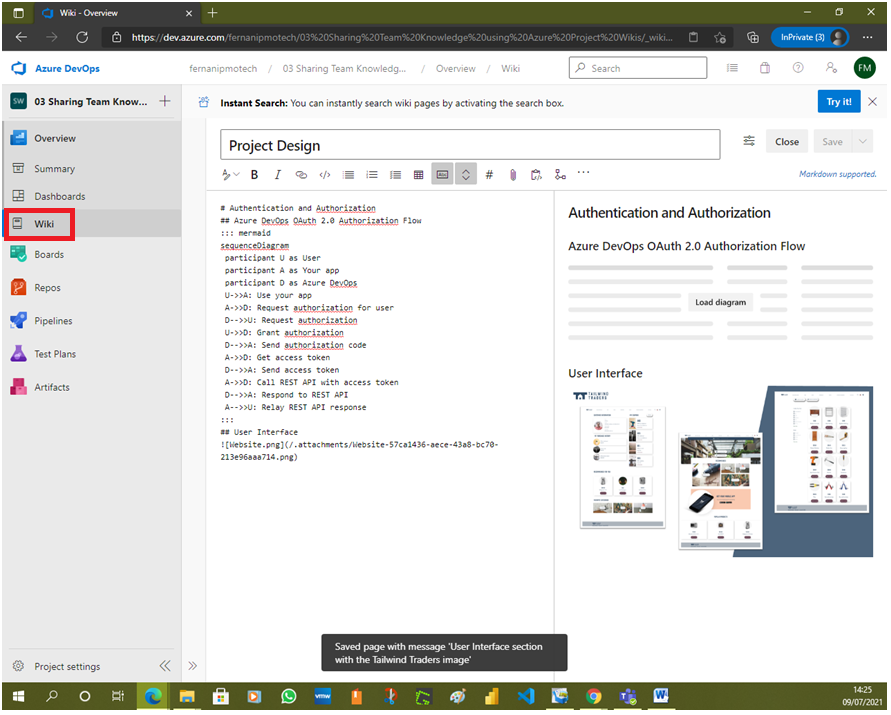 Wiki - Overview
https://dev.azure.com/fernanipmotech/03%20Sharing%20Team%20Knowledge%20using%20Azure%20Project%20Wikis/_wiki...
InPrivate (3)
Azure DevOps
fernanipmotech / 03 Sharing Team Knowledg... / Overview / Wiki
Search
FM
SW 03 Sharing Team Know...
Instant Search: You can instantly search wiki pages by activating the search box.
Try it!
Overview
Summary
Dashboards
Wiki
Boards
Repos
Pipelines
Test Plans
Artifacts
Project settings
Project Design
Close
Save
B I </> #
Markdown supported.
# Authentication and Authorization
## Azure DevOps OAuth 2.0 Authorization Flow
::: mermaid
sequenceDiagram
participant U as User
participant A as Your app
participant D as Azure DevOps
U->>A: Use your app
A->>D: Request authorization for user
D-->>U: Request authorization
U->>D: Grant authorization
D-->>A: Send authorization code
A->>D: Get access token
D-->>A: Send access token
A->>D: Call REST API with access token
D-->>A: Respond to REST API
A-->>U: Relay REST API response
:::
## User Interface
![Website.png](/.attachments/Website-57ca1436-aece-43a8-bc70-
213e96aaa714.png)
Authentication and Authorization
Azure DevOps OAuth 2.0 Authorization Flow
Load diagram
User Interface
TAILWIND
TRADERS
Saved page with message 'User Interface section
with the Tailwind Traders image'
vmw
14:25
09/07/2021